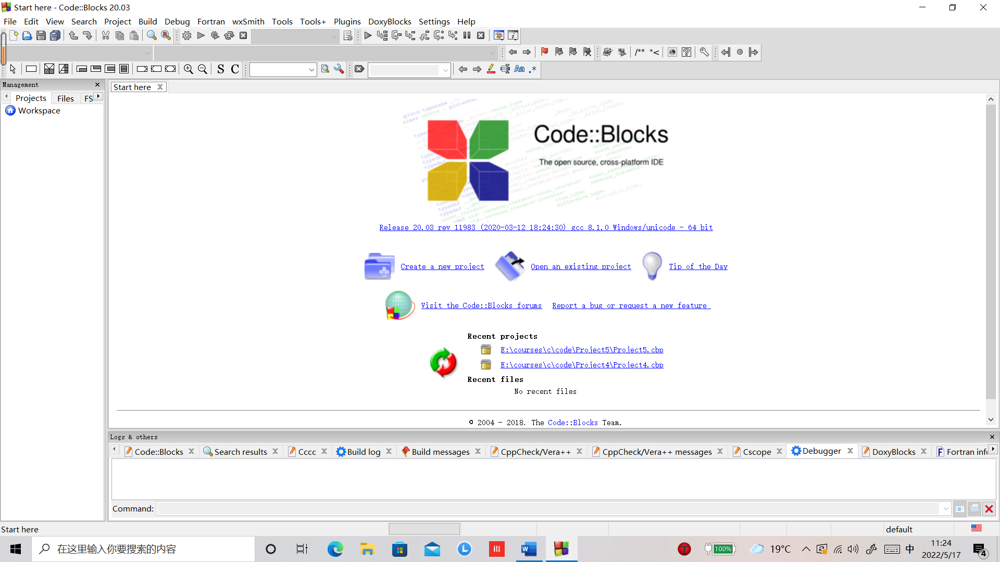 Start here - Code::Blocks 20.03
File Edit View Search Project Build Debug Fortran wxSmith Tools Tools+ Plugins DoxyBlocks Settings Help
/** *<
S C Aa .*
Management
Start here
Projects Files FS
Workspace
Code::Blocks
The open source, cross-platform IDE
Release 20.03 rev 11983 (2020-03-12 18:24:30) gcc 8.1.0 Windows/unicode - 64 bit
Create a new project Open an existing project Tip of the Day
Visit the Code::Blocks forums Report a bug or request a new feature
Recent projects
E:\courses\c\code\Project5\Project5.cbp
E:\courses\c\code\Project4\Project4.cbp
Recent files
No recent files
© 2004 - 2018. The Code::Blocks Team.
Logs & others
Code::Blocks Search results Cccc Build log Build messages CppCheck/Vera++ CppCheck/Vera++ messages Cscope Debugger DoxyBlocks Fortran info
Command:
Start here default
在这里输入你要搜索的内容
100% 19°C 中 11:24
2022/5/17 4